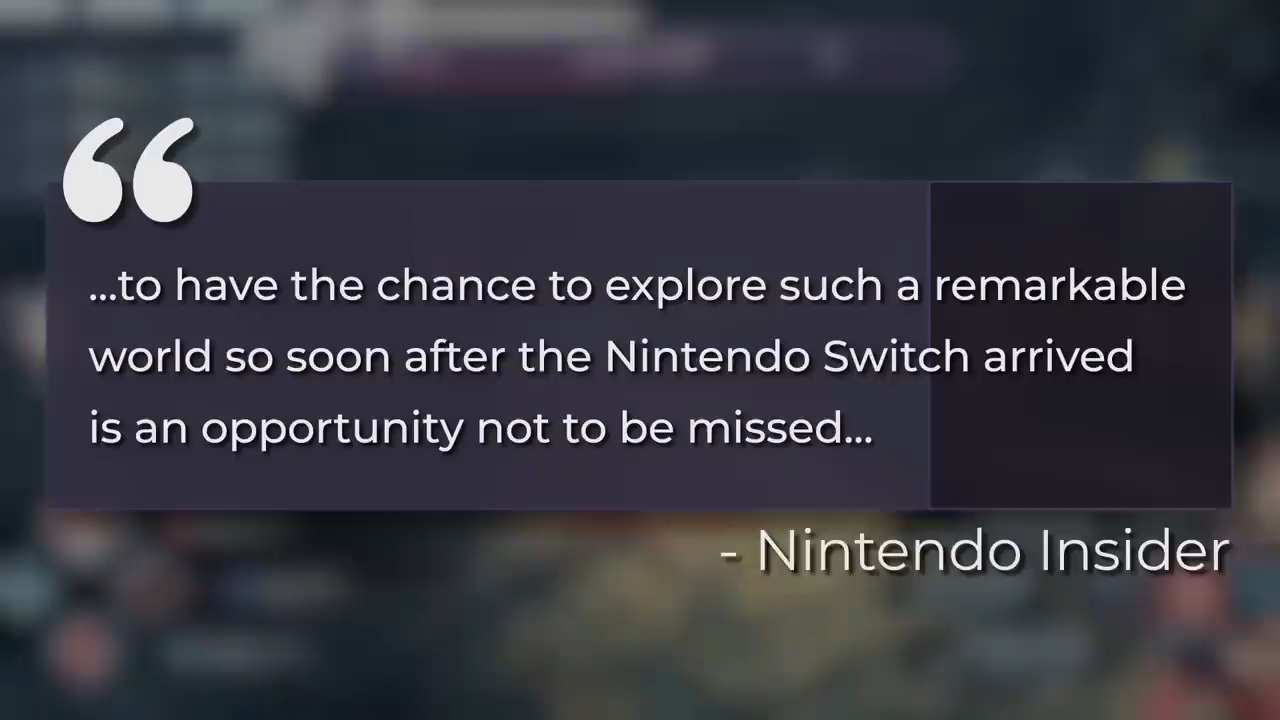 “
...to have the chance to explore such a remarkable
world so soon after the Nintendo Switch arrived
is an opportunity not to be missed...
- Nintendo Insider